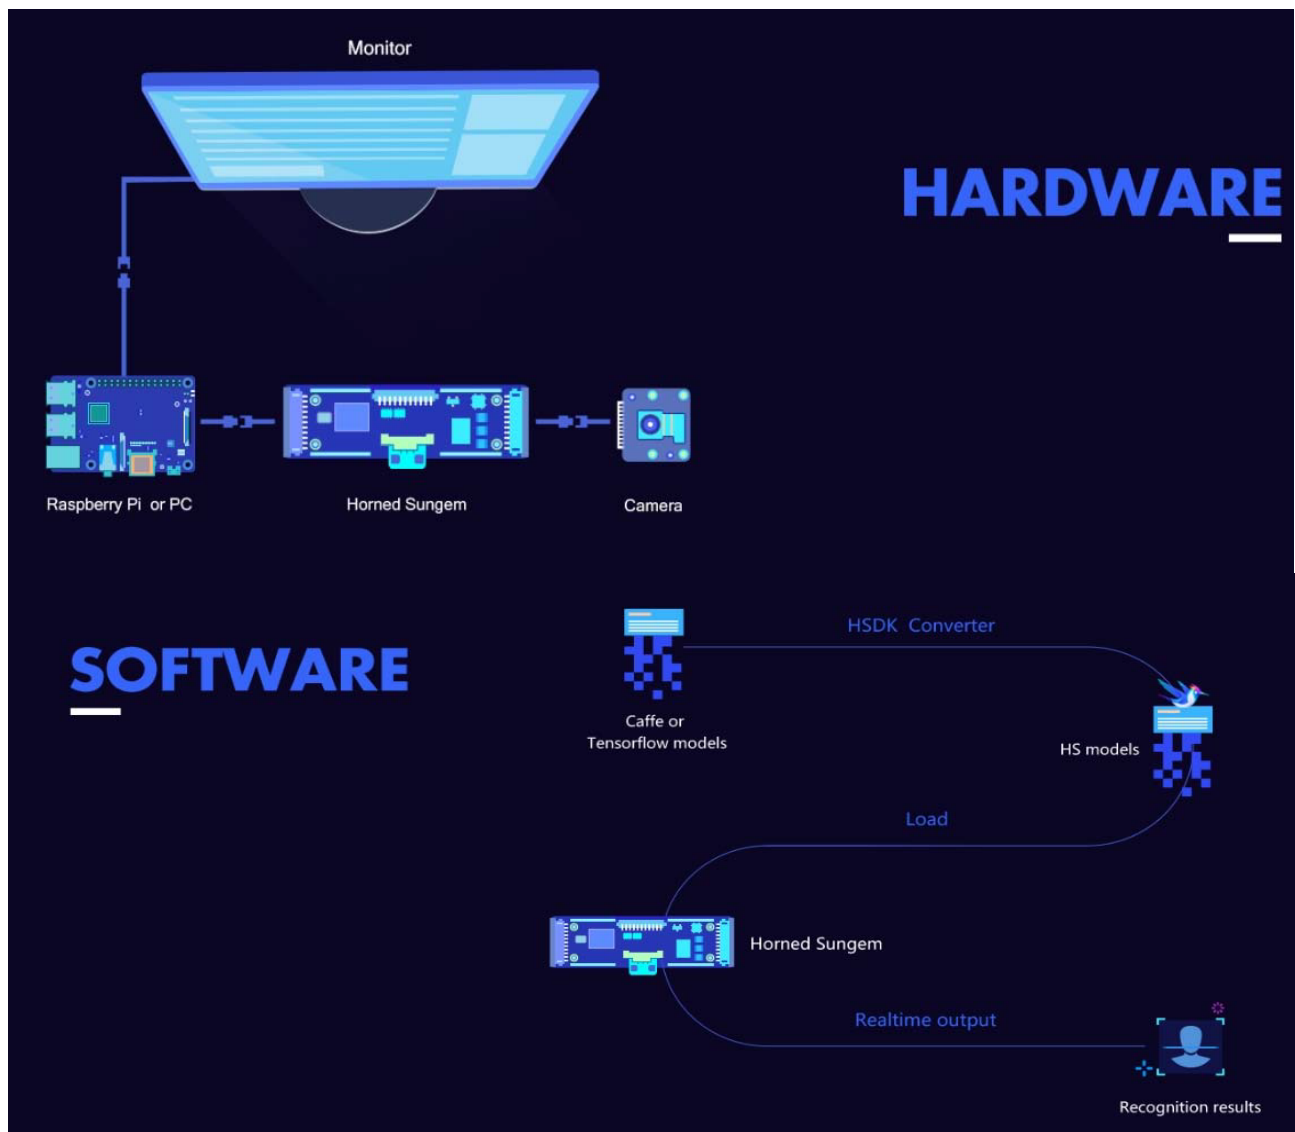 Monitor
HARDWARE
Raspberry Pi or PC
Horned Sungem
Camera
SOFTWARE
HSDK Converter
Caffe or
Tensorflow models
HS models
Load
Horned Sungem
Realtime output
Recognition results